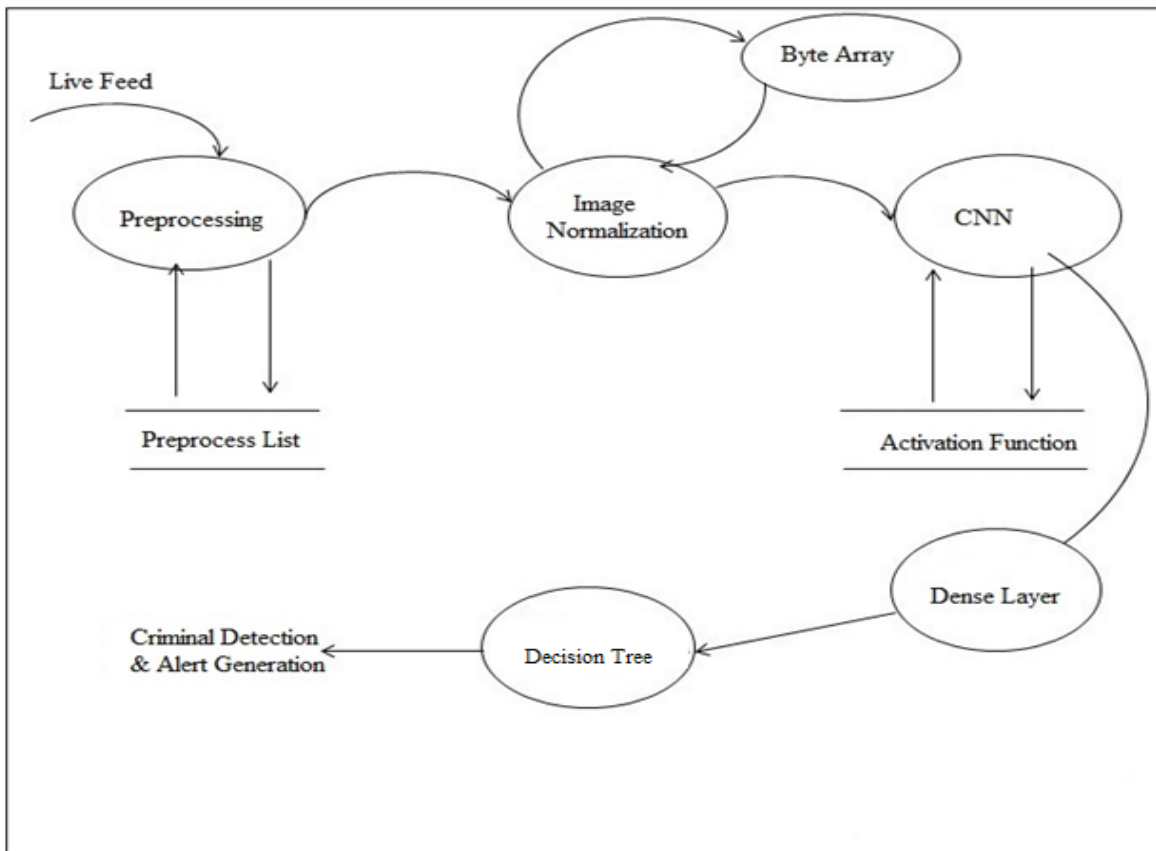 Byte Array
Live Feed
Preprocessing
Image
Normalization
CNN
Preprocess List
Activation Function
Dense Layer
Decision Tree
Criminal Detection
& Alert Generation